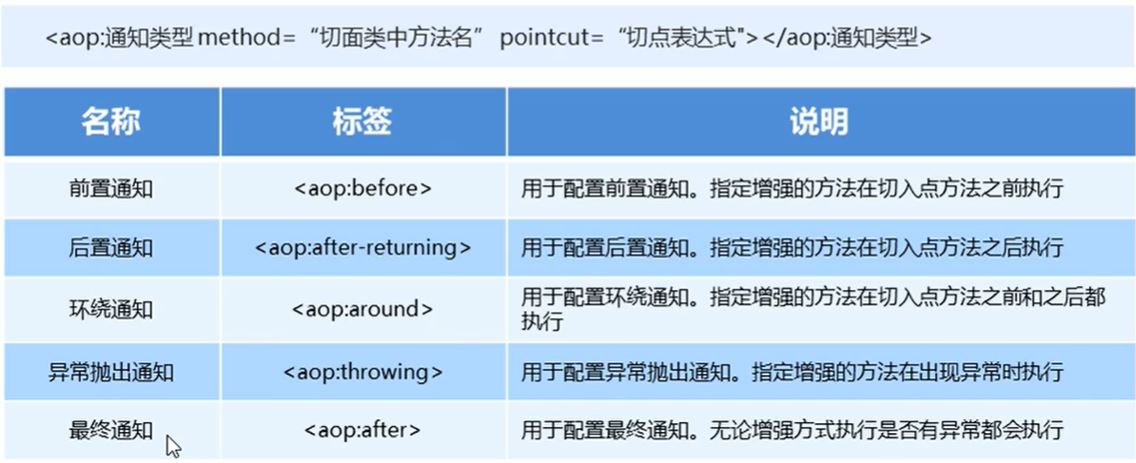 <aop:通知类型 method=“切面类中方法名” pointcut=“切点表达式"></aop:通知类型>
名称 标签 说明
前置通知 <aop:before> 用于配置前置通知。指定增强的方法在切入点方法之前执行
后置通知 <aop:after-returning> 用于配置后置通知。指定增强的方法在切入点方法之后执行
环绕通知 <aop:around> 用于配置环绕通知。指定增强的方法在切入点方法之前和之后都
执行
异常抛出通知 <aop:throwing> 用于配置异常抛出通知。指定增强的方法在出现异常时执行
最终通知 <aop:after> 用于配置最终通知。无论增强方式执行是否有异常都会执行